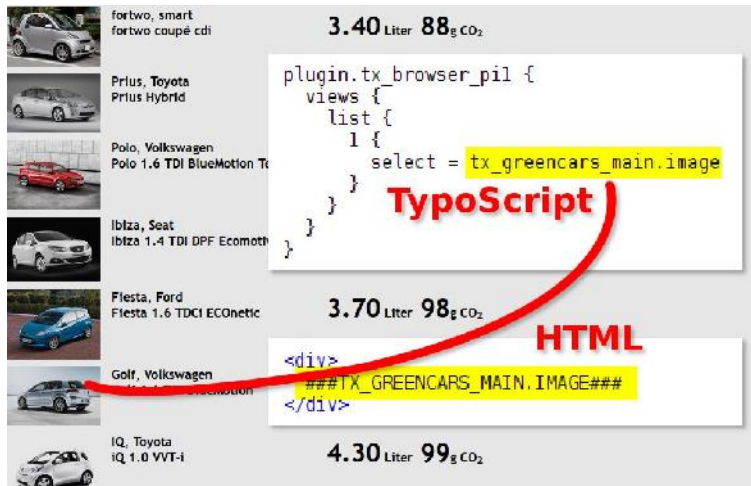 fortwo, smart
fortwo coupé cdi
3.40 Liter 88g CO₂
Prius, Toyota
Prius Hybrid
Polo, Volkswagen
Polo 1.6 TDI BlueMotion Te
Ibiza, Seat
Ibiza 1.4 TDI DPF Ecomoti
plugin.tx_browser_pi1 {
views {
list {
1 {
select = tx_greencars_main.image
}
}
}
}
TypoScript
Fiesta, Ford
Fiesta 1.6 TDCI ECOnetic
3.70 Liter 98g CO₂
HTML
Golf, Volkswagen
<div>
###TX_GREENCARS_MAIN.IMAGE###
</div>
IQ, Toyota
iQ 1.0 VVT-i
4.30 Liter 99g CO₂